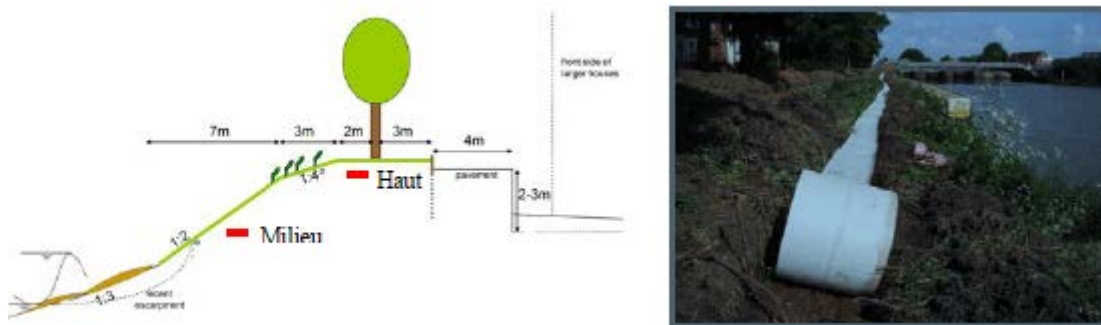 front side of
larger houses
7m
3m
2m
3m
4m
pavement
1:4°
Haut
2-3m
Milieu
1:2
1:3
recent
escarpment